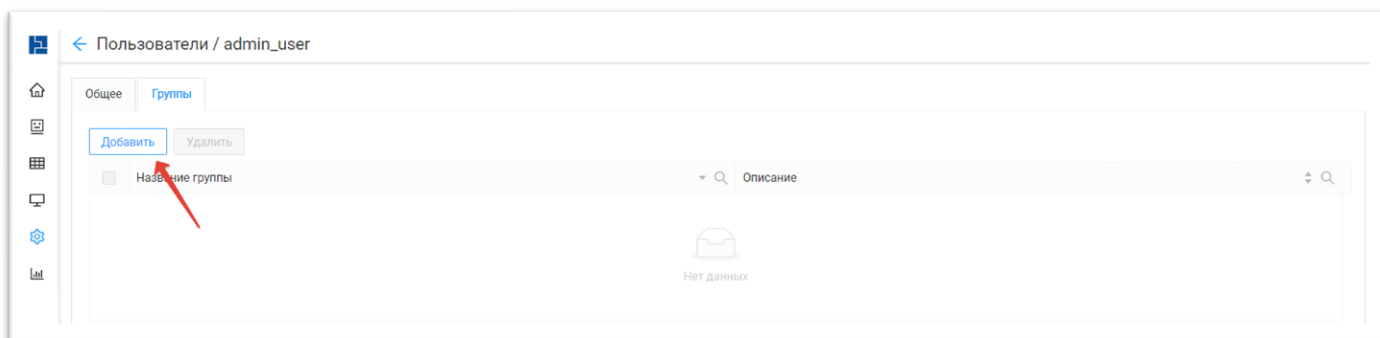 Пользователи / admin_user
Общее Группы
Добавить Удалить
Название группы Описание
Нет данных